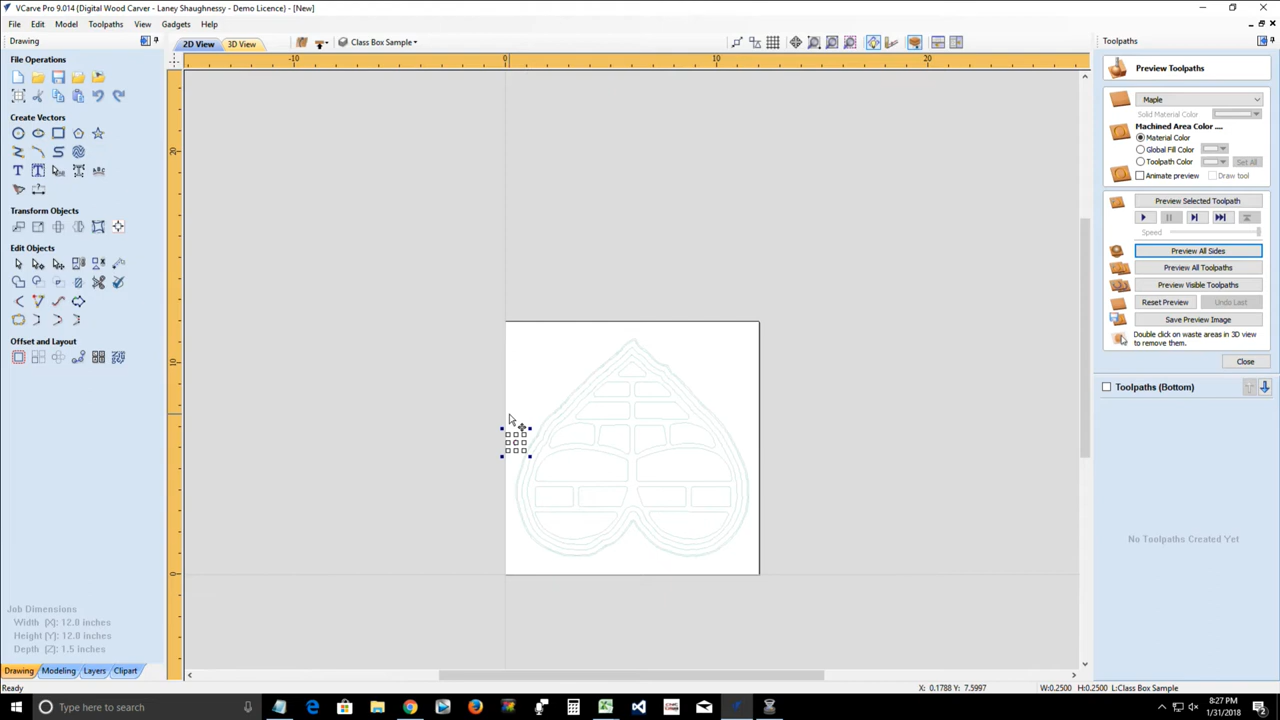 VCarve Pro 9.014 (Digital Wood Carver - Laney Shaughnessy - Demo Licence) - [New]
File Edit Model Toolpaths View Gadgets Help
Drawing
2D View 3D View Class Box Sample
Toolpaths
-10 0 10 20
20
10
0
File Operations
Create Vectors
Transform Objects
Edit Objects
Offset and Layout
Job Dimensions
Width (X): 12.0 inches
Height (Y): 12.0 inches
Depth (Z): 1.5 inches
Drawing Modeling Layers Clipart
Preview Toolpaths
Maple
Solid Material Color
Machined Area Color ....
Material Color
Global Fill Color
Toolpath Color Set All
Animate preview Draw tool
Preview Selected Toolpath
Speed
Preview All Sides
Preview All Toolpaths
Preview Visible Toolpaths
Reset Preview Undo Last
Save Preview Image
Double click on waste areas in 3D view
to remove them.
Close
Toolpaths (Bottom)
No Toolpaths Created Yet
Ready
X: 0.1788 Y: 7.5997
W:0.2500 H:0.2500 L:Class Box Sample
Type here to search
8:27 PM
1/31/2018